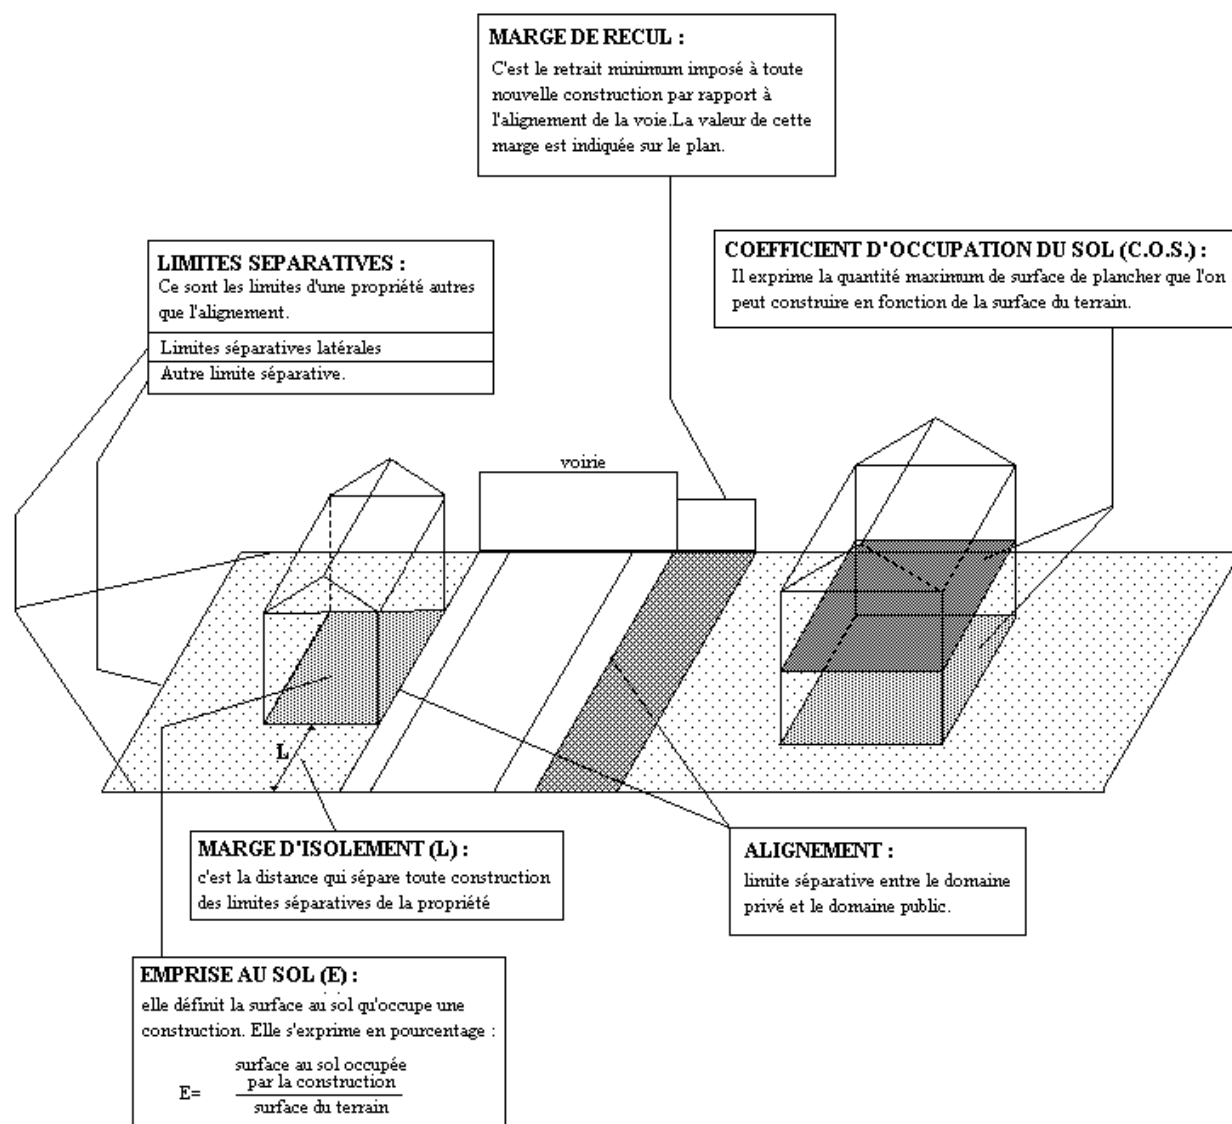 MARGE DE RECUL :
C'est le retrait minimum imposé à toute
nouvelle construction par rapport à
l'alignement de la voie.La valeur de cette
marge est indiquée sur le plan.
LIMITES SEPARATIVES :
Ce sont les limites d'une propriété autres
que l'alignement.
Limites séparatives latérales
Autre limite séparative.
COEFFICIENT D'OCCUPATION DU SOL (C.O.S.) :
Il exprime la quantité maximum de surface de plancher que l'on
peut construire en fonction de la surface du terrain.
voirie
L
MARGE D'ISOLEMENT (L) :
c'est la distance qui sépare toute construction
des limites séparatives de la propriété
ALIGNEMENT :
limite séparative entre le domaine
privé et le domaine public.
EMPRISE AU SOL (E) :
elle définit la surface au sol qu'occupe une
construction. Elle s'exprime en pourcentage :
surface au sol occupée
par la construction
E=
surface du terrain